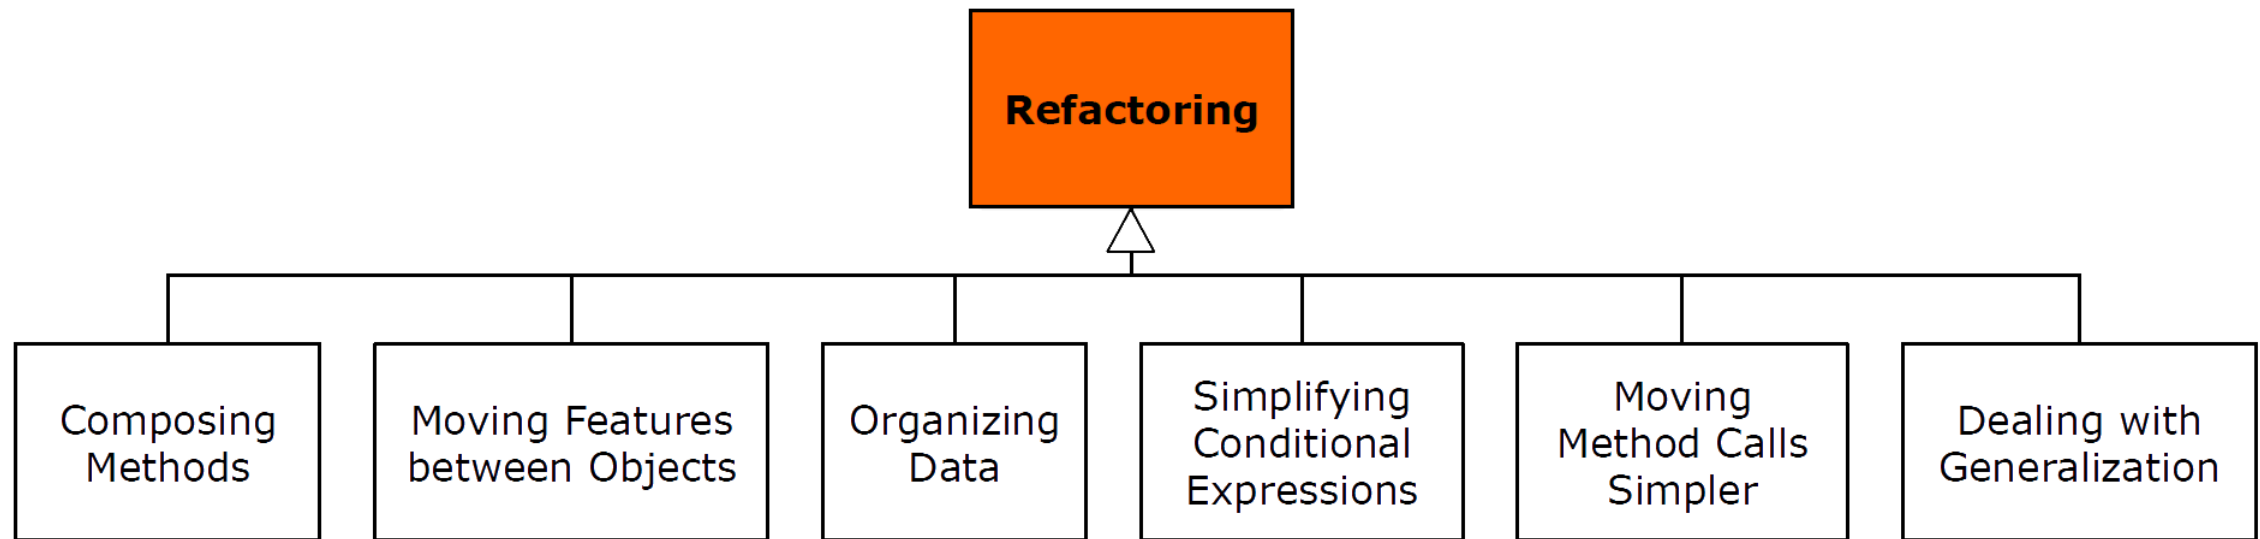 Refactoring
Composing
Methods
Moving Features
between Objects
Organizing
Data
Simplifying
Conditional
Expressions
Moving
Method Calls
Simpler
Dealing with
Generalization